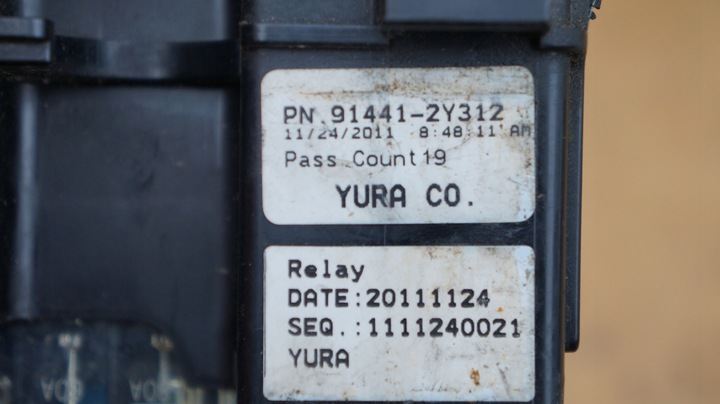 PN.91441-2Y312
11/24/2011 8:48:11 AM
Pass Count19
YURA CO.
Relay
DATE:20111124
SEQ.:1111240021
YURA